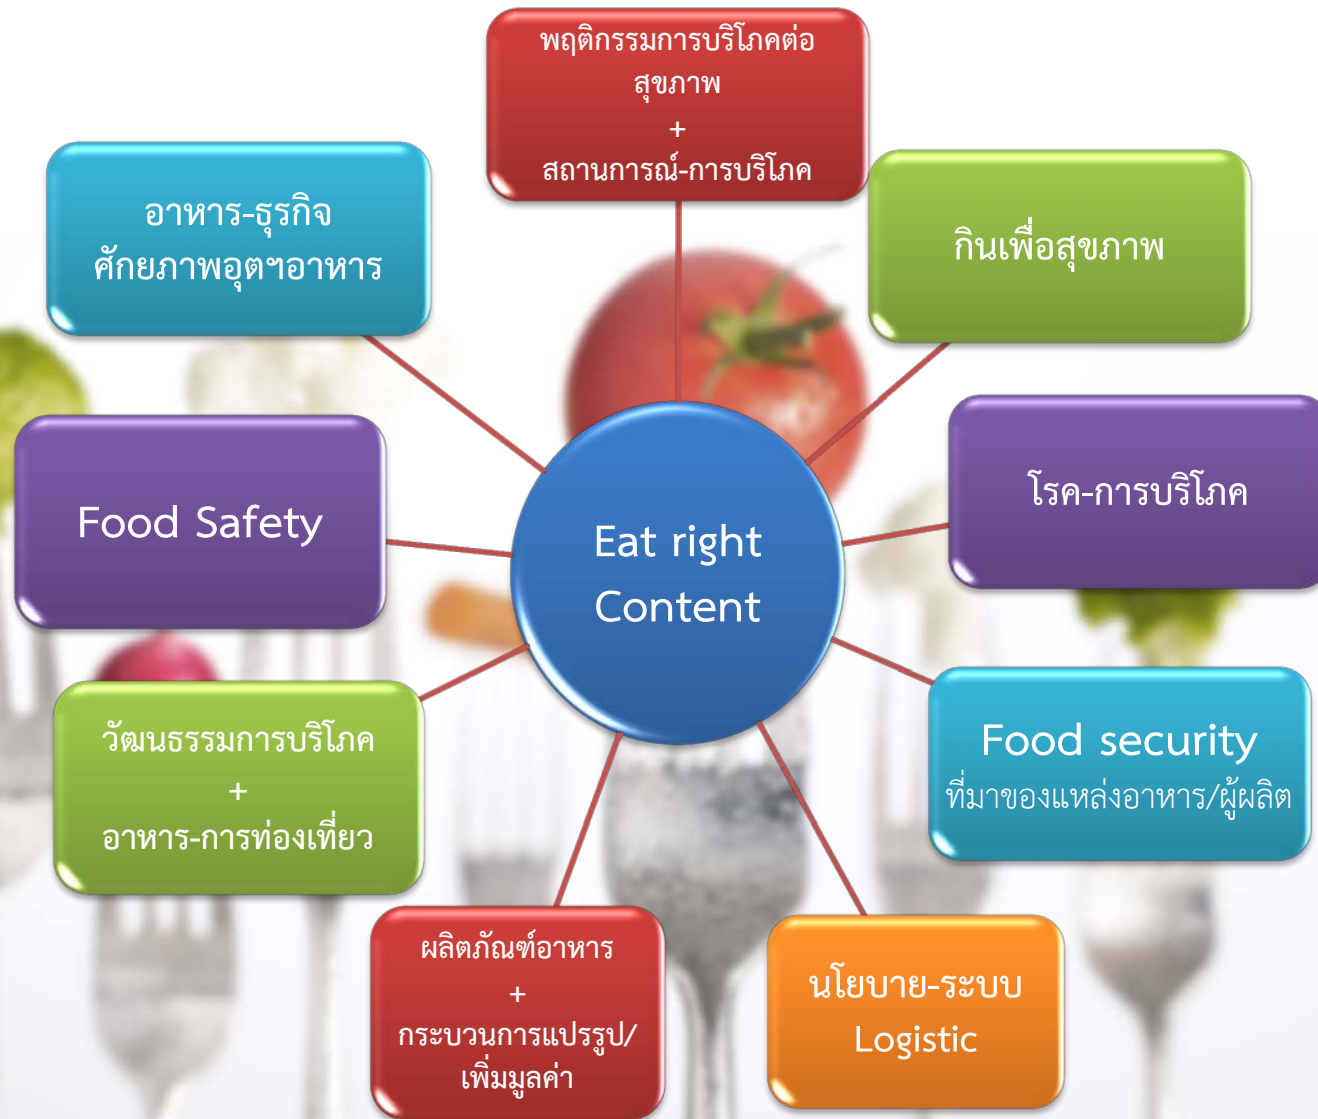 พฤติกรรมการบริโภคต่อ
สุขภาพ
+
สถานการณ์-การบริโภค
กินเพื่อสุขภาพ
โรค-การบริโภค
Food security
ที่มาของแหล่งอาหาร/ผู้ผลิต
นโยบาย-ระบบ
Logistic
ผลิตภัณฑ์อาหาร
+
กระบวนการแปรรูป/
เพิ่มมูลค่า
วัฒนธรรมการบริโภค
+
อาหาร-การท่องเที่ยว
Food Safety
อาหาร-ธุรกิจ
ศักยภาพอุตฯอาหาร
Eat right
Content